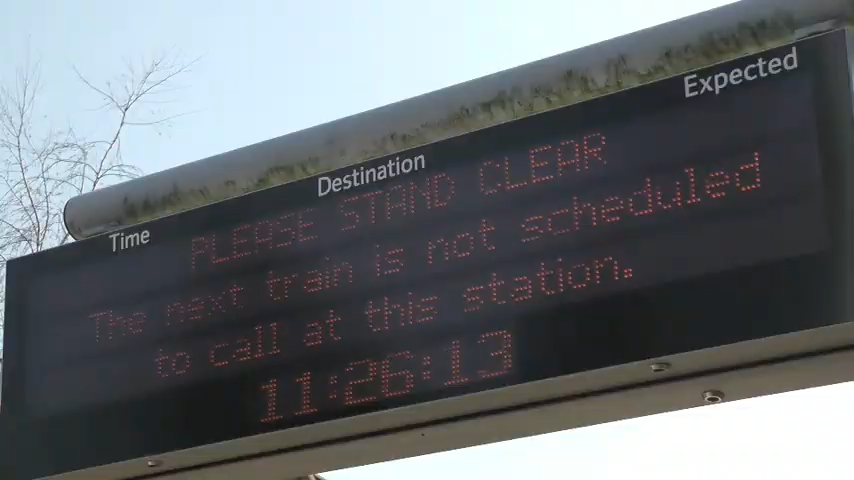 Time Destination Expected
PLEASE STAND CLEAR
The next train is not scheduled
to call at this station.
11:26:13